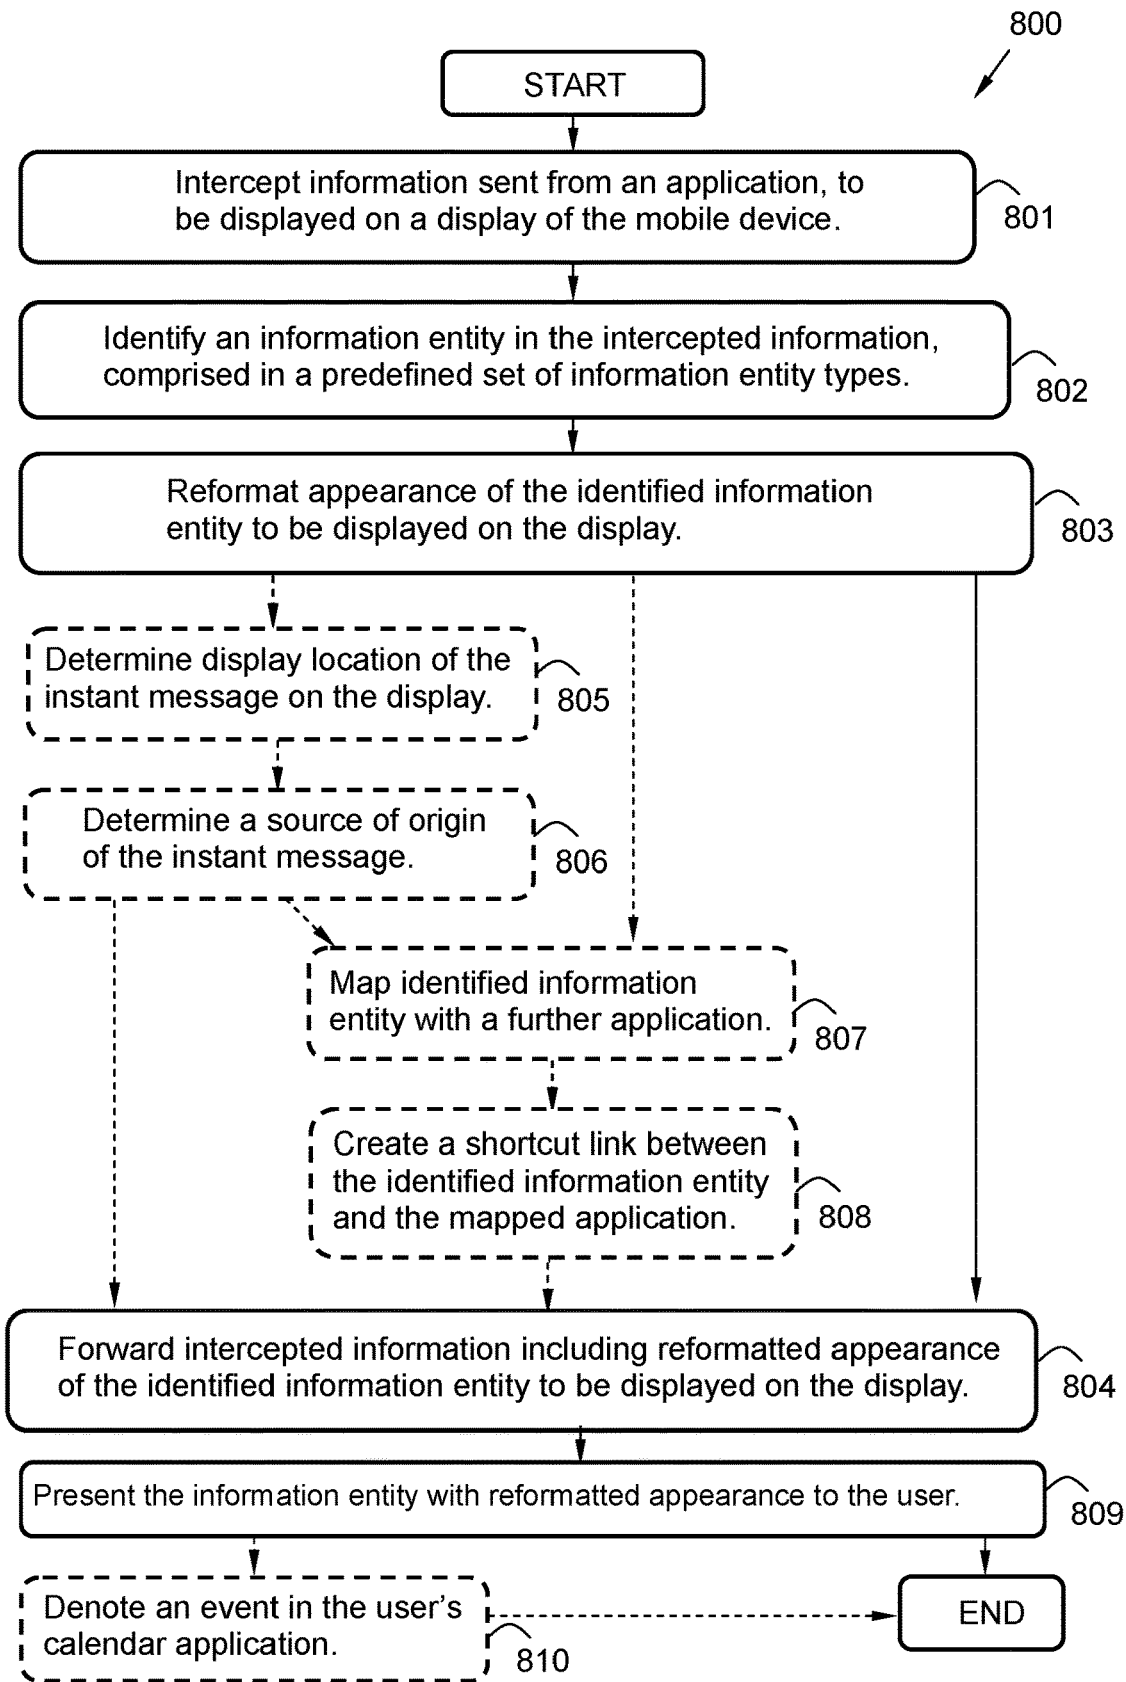 800
START
Intercept information sent from an application, to
be displayed on a display of the mobile device.
801
Identify an information entity in the intercepted information,
comprised in a predefined set of information entity types.
802
Reformat appearance of the identified information
entity to be displayed on the display.
803
Determine display location of the
instant message on the display.
805
Determine a source of origin
of the instant message.
806
Map identified information
entity with a further application.
807
Create a shortcut link between
the identified information entity
and the mapped application.
808
Forward intercepted information including reformatted appearance
of the identified information entity to be displayed on the display.
804
Present the information entity with reformatted appearance to the user.
809
Denote an event in the user’s
calendar application.
810
END